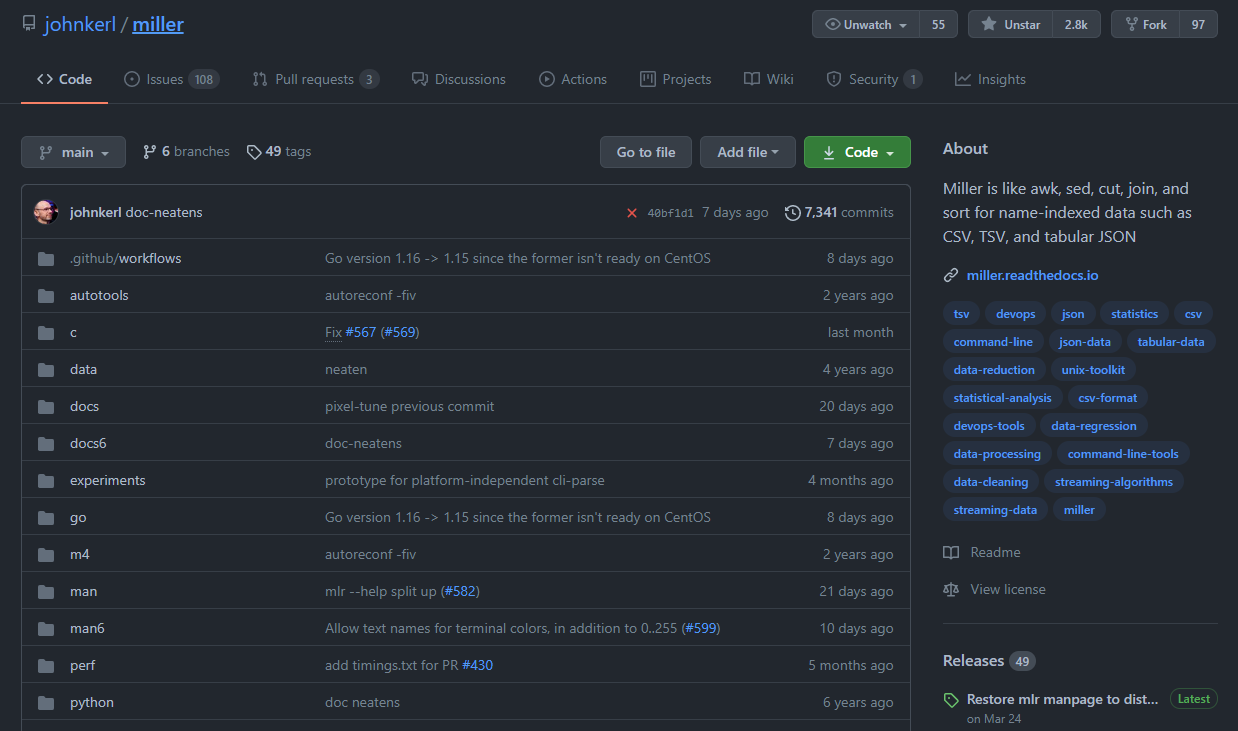 johnkerl / miller
Unwatch 55 Unstar 2.8k Fork 97
Code Issues 108 Pull requests 3 Discussions Actions Projects Wiki Security 1 Insights
main 6 branches 49 tags Go to file Add file Code
johnkerl doc-neatens 40bf1d1 7 days ago 7,341 commits
.github/workflows Go version 1.16 -> 1.15 since the former isn't ready on CentOS 8 days ago
autotools autoreconf -fiv 2 years ago
c Fix #567 (#569) last month
data neaten 4 years ago
docs pixel-tune previous commit 20 days ago
docs6 doc-neatens 7 days ago
experiments prototype for platform-independent cli-parse 4 months ago
go Go version 1.16 -> 1.15 since the former isn't ready on CentOS 8 days ago
m4 autoreconf -fiv 2 years ago
man mlr --help split up (#582) 21 days ago
man6 Allow text names for terminal colors, in addition to 0..255 (#599) 10 days ago
perf add timings.txt for PR #430 5 months ago
python doc neatens 6 years ago
About
Miller is like awk, sed, cut, join, and
sort for name-indexed data such as
CSV, TSV, and tabular JSON
miller.readthedocs.io
tsv devops json statistics csv
command-line json-data tabular-data
data-reduction unix-toolkit
statistical-analysis csv-format
devops-tools data-regression
data-processing command-line-tools
data-cleaning streaming-algorithms
streaming-data miller
Readme
View license
Releases 49
Restore mlr manpage to dist... Latest
on Mar 24